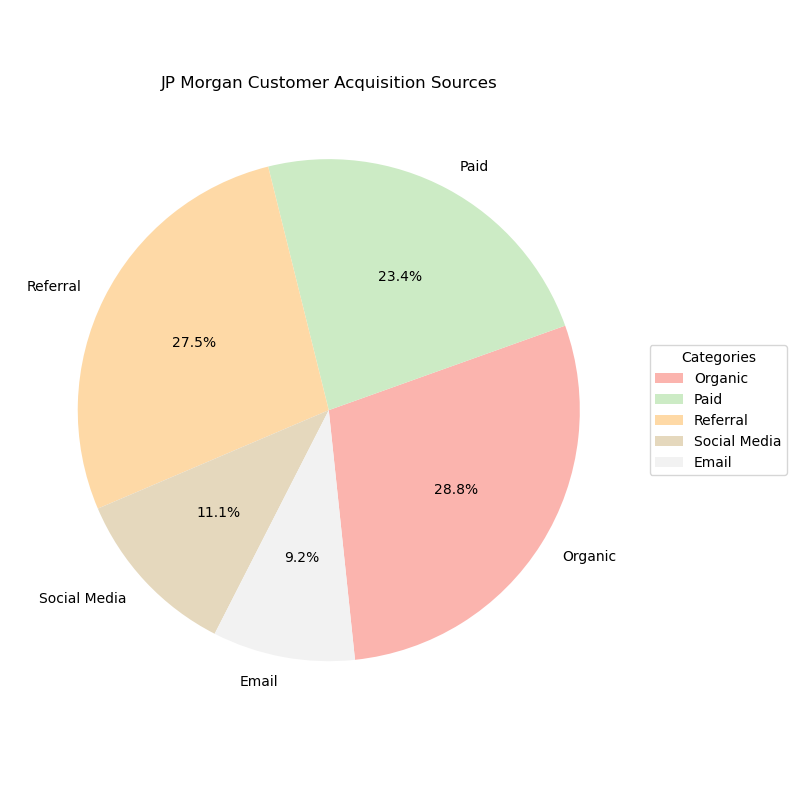 JP Morgan Customer Acquisition Sources
Paid
23.4%
Referral
27.5%
28.8%
Organic
11.1%
Social Media
9.2%
Email
Categories
Organic
Paid
Referral
Social Media
Email